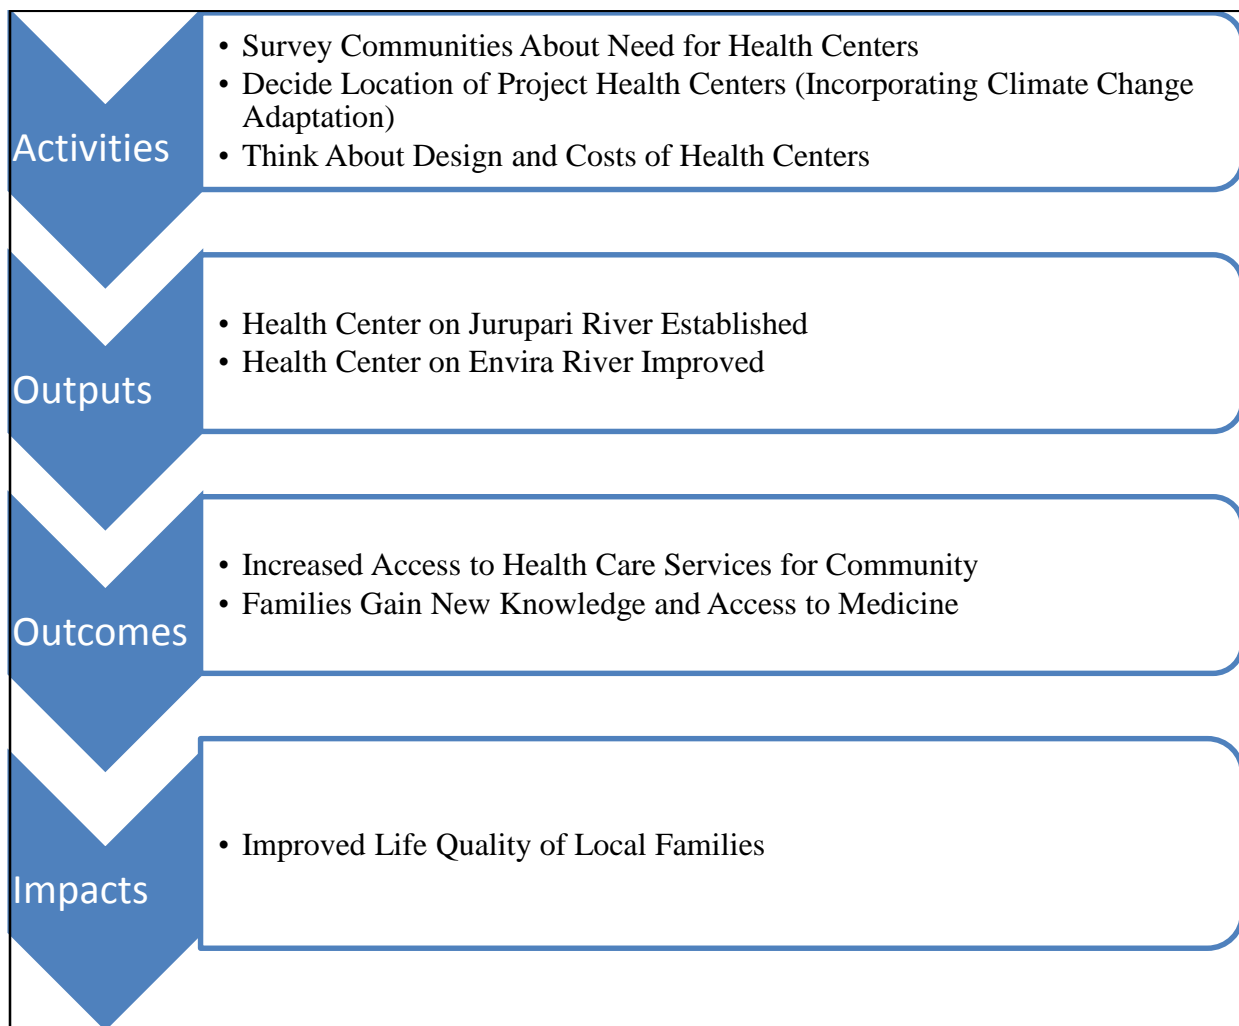 Activities
• Survey Communities About Need for Health Centers
• Decide Location of Project Health Centers (Incorporating Climate Change
Adaptation)
• Think About Design and Costs of Health Centers
Outputs
• Health Center on Jurupari River Established
• Health Center on Envira River Improved
Outcomes
• Increased Access to Health Care Services for Community
• Families Gain New Knowledge and Access to Medicine
Impacts
• Improved Life Quality of Local Families